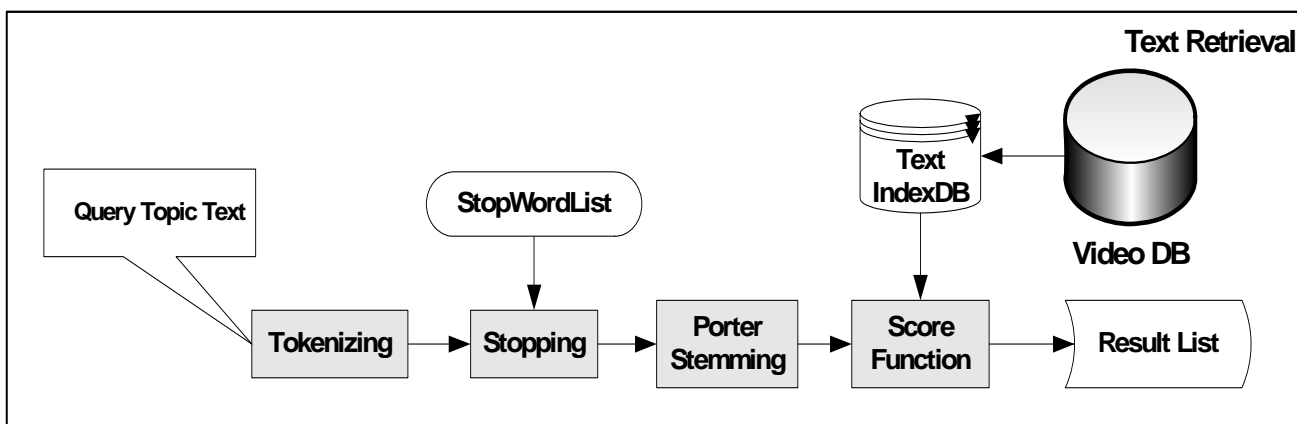 Text Retrieval
Query Topic Text
StopWordList
Text
IndexDB
Video DB
Tokenizing
Stopping
Porter
Stemming
Score
Function
Result List